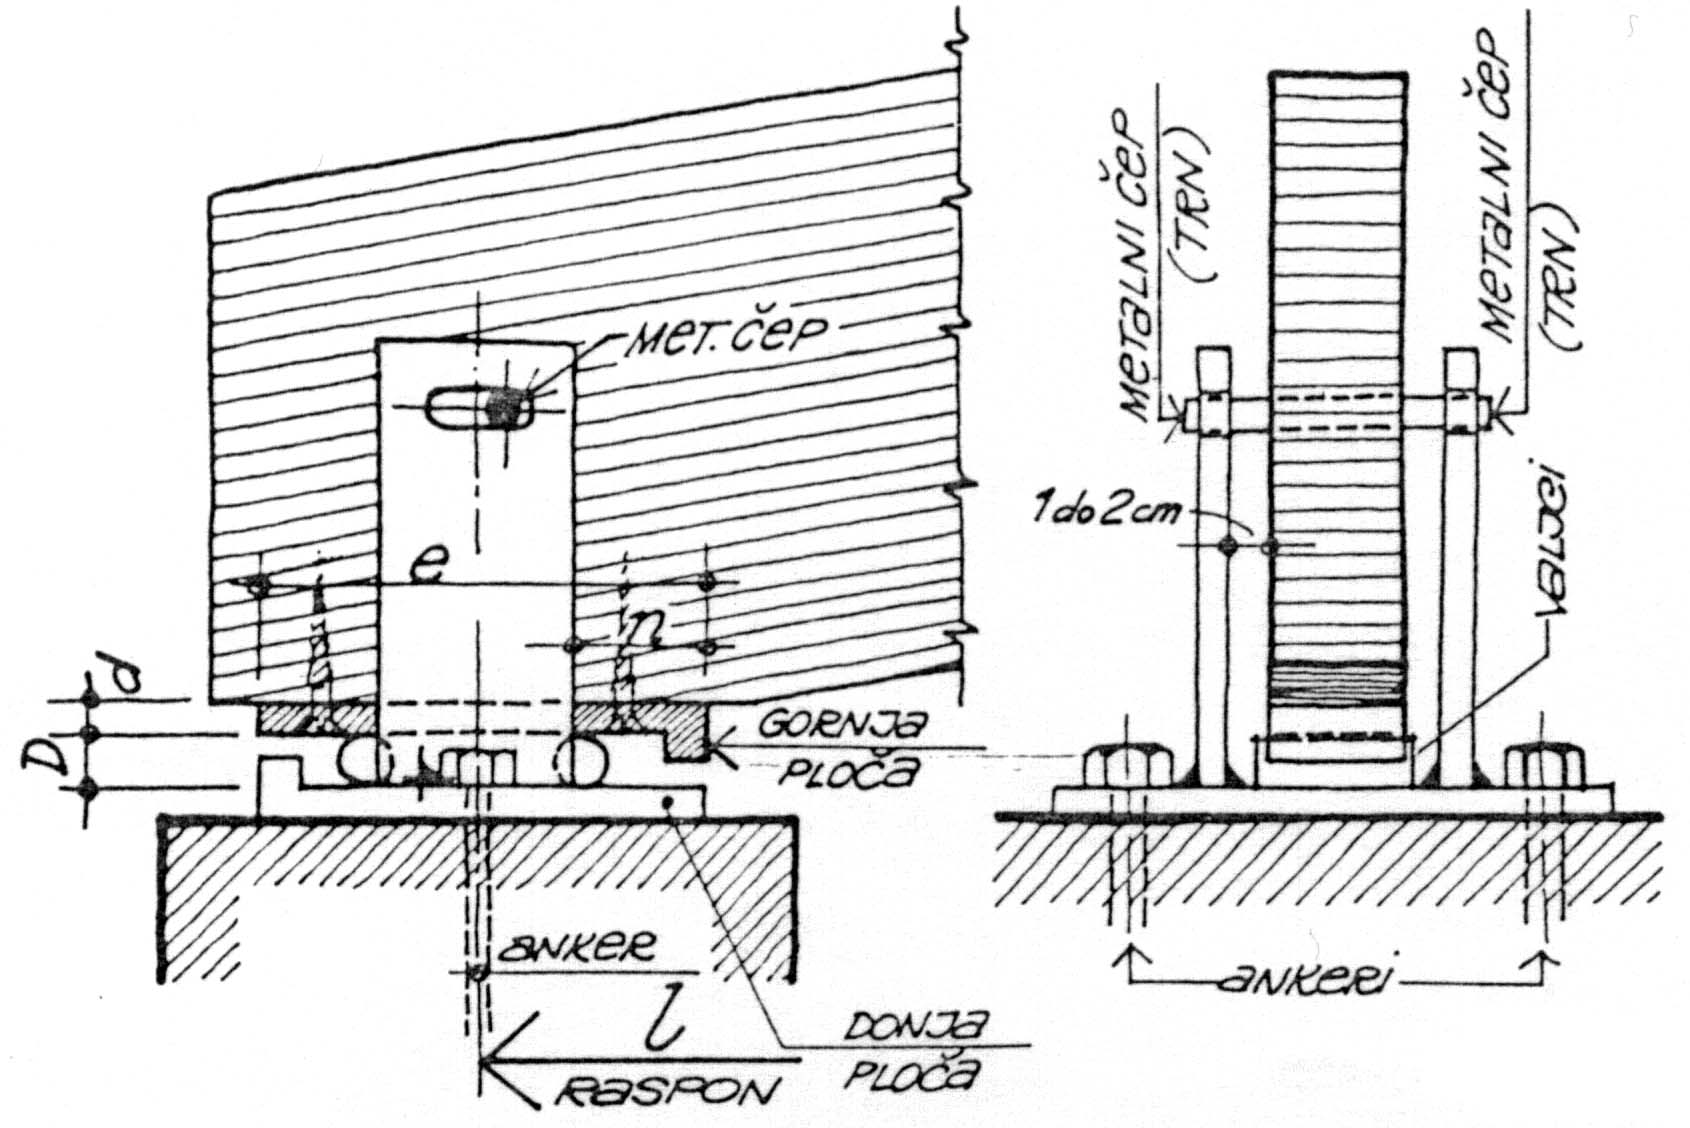 MET. ČEP
e
n
d
D
GORNJA
PLOČA
ANKER
l
RASPON
DONJA
PLOČA
METALNI ČEP
(TRN)
METALNI ČEP
(TRN)
1 do 2 cm
VALJCI
ANKERI